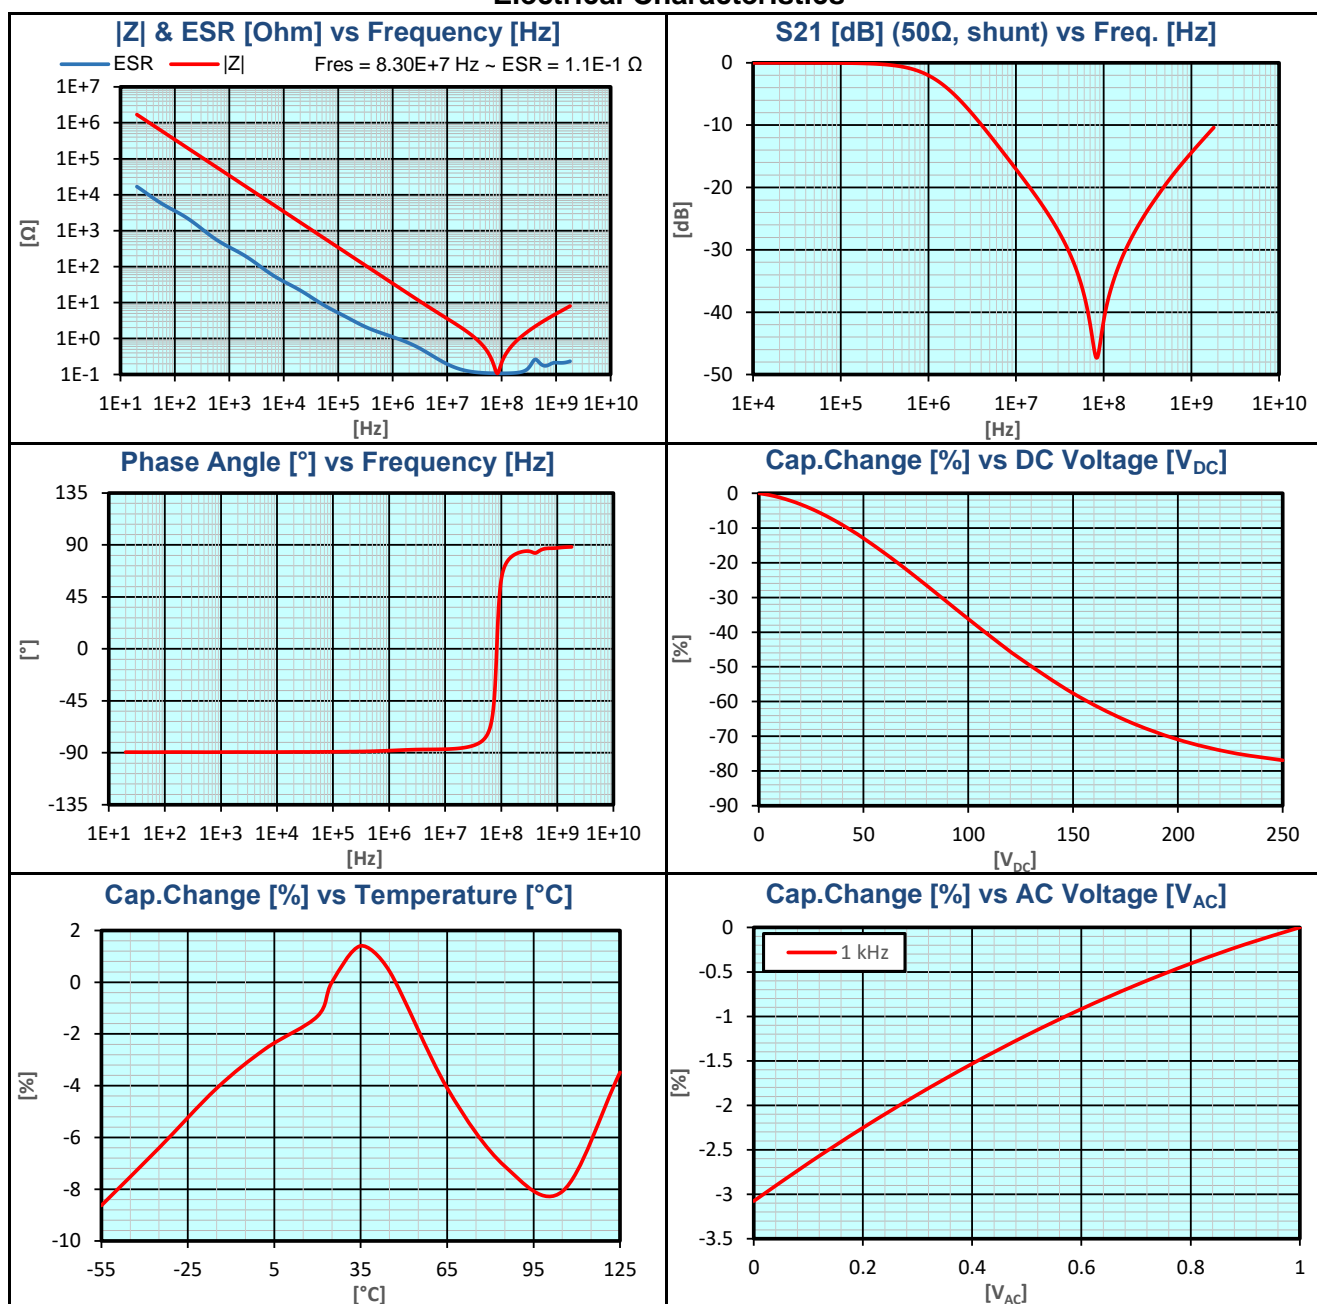 Electrical Characteristics
|Z| & ESR [Ohm] vs Frequency [Hz]
ESR |Z| Fres = 8.30E+7 Hz ~ ESR = 1.1E-1 Ω
1E+7
1E+6
1E+5
1E+4
1E+3
1E+2
1E+1
1E+0
1E-1
[Ω]
1E+1 1E+2 1E+3 1E+4 1E+5 1E+6 1E+7 1E+8 1E+9 1E+10
[Hz]
S21 [dB] (50Ω, shunt) vs Freq. [Hz]
0
-10
-20
-30
-40
-50
[dB]
1E+4 1E+5 1E+6 1E+7 1E+8 1E+9 1E+10
[Hz]
Phase Angle [°] vs Frequency [Hz]
135
90
45
0
-45
-90
-135
[°]
1E+1 1E+2 1E+3 1E+4 1E+5 1E+6 1E+7 1E+8 1E+9 1E+10
[Hz]
Cap.Change [%] vs DC Voltage [VDC]
0
-10
-20
-30
-40
-50
-60
-70
-80
-90
[%]
0 50 100 150 200 250
[VDC]
Cap.Change [%] vs Temperature [°C]
2
0
-2
-4
-6
-8
-10
[%]
-55 -25 5 35 65 95 125
[°C]
Cap.Change [%] vs AC Voltage [VAC]
1 kHz
0
-0.5
-1
-1.5
-2
-2.5
-3
-3.5
[%]
0 0.2 0.4 0.6 0.8 1
[VAC]